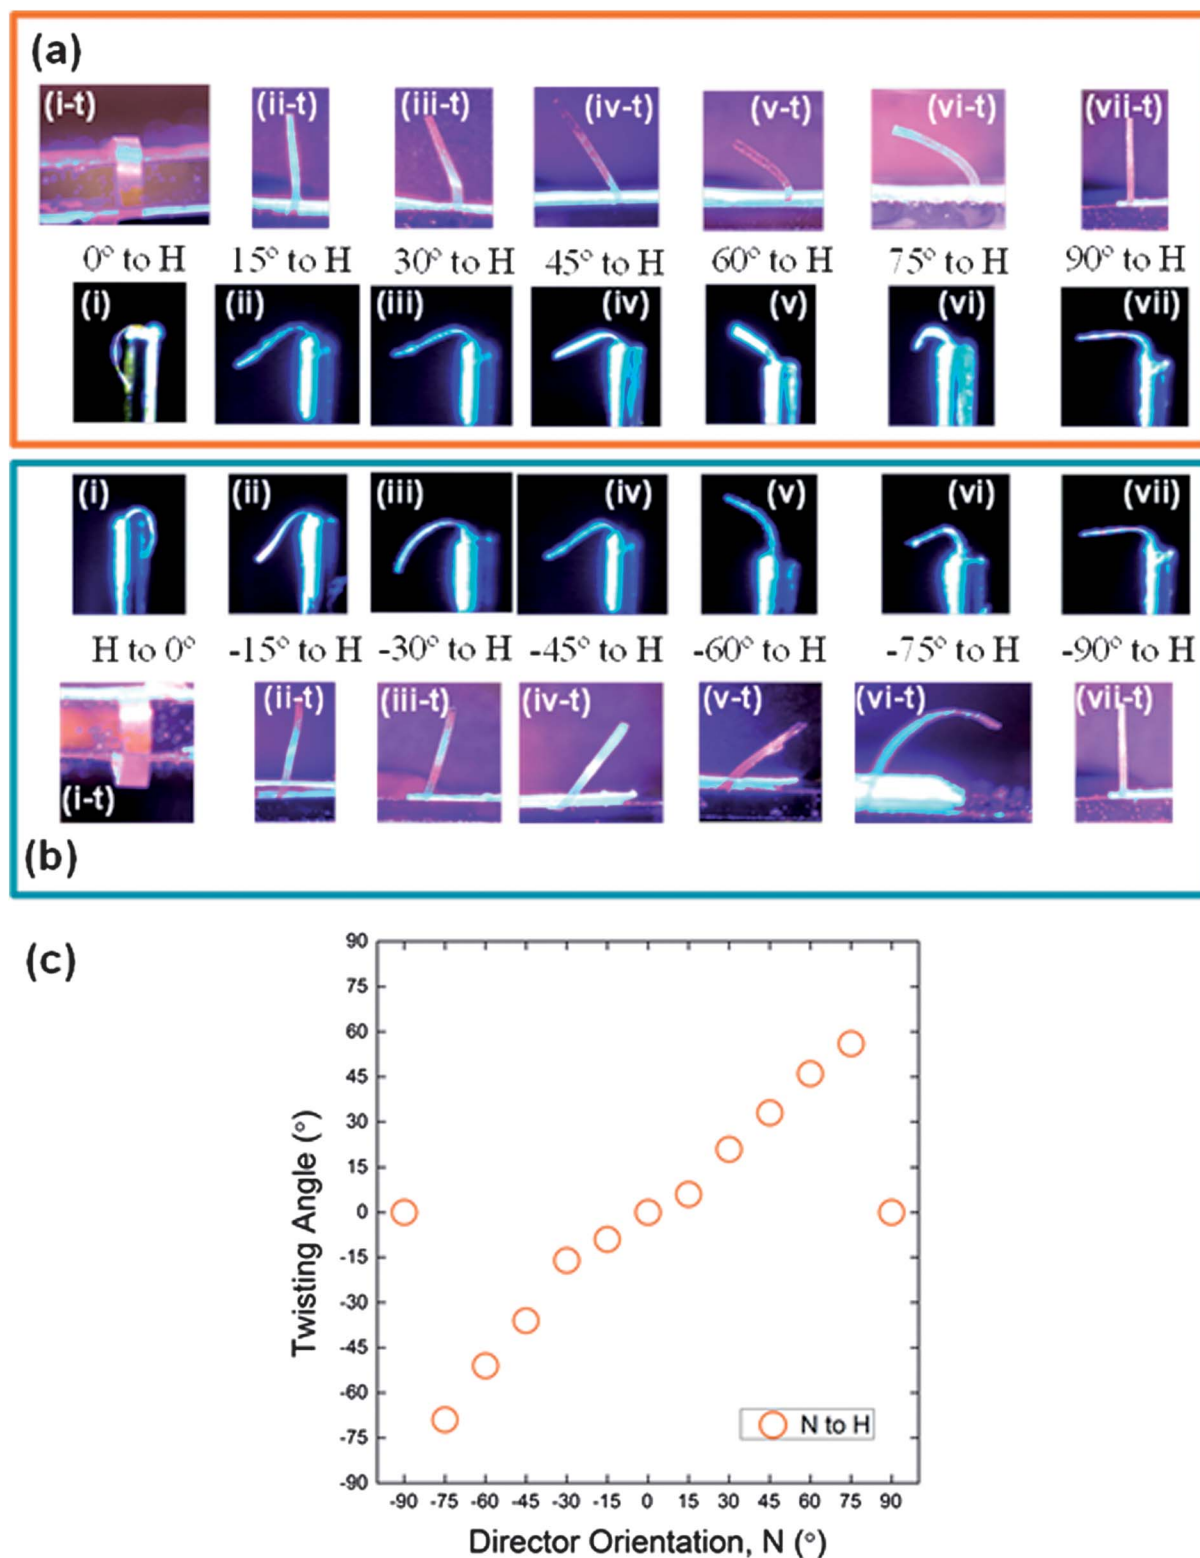 (a)
(i-t) (ii-t) (iii-t) (iv-t) (v-t) (vi-t) (vii-t)
0° to H 15° to H 30° to H 45° to H 60° to H 75° to H 90° to H
(i) (ii) (iii) (iv) (v) (vi) (vii)
(i) (ii) (iii) (iv) (v) (vi) (vii)
H to 0° -15° to H -30° to H -45° to H -60° to H -75° to H -90° to H
(ii-t) (iii-t) (iv-t) (v-t) (vi-t) (vii-t)
(i-t)
(b)
(c)
90
75
60
45
30
15
0
-15
-30
-45
-60
-75
-90
Twisting Angle (°)
N to H
-90 -75 -60 -45 -30 -15 0 15 30 45 60 75 90
Director Orientation, N (°)